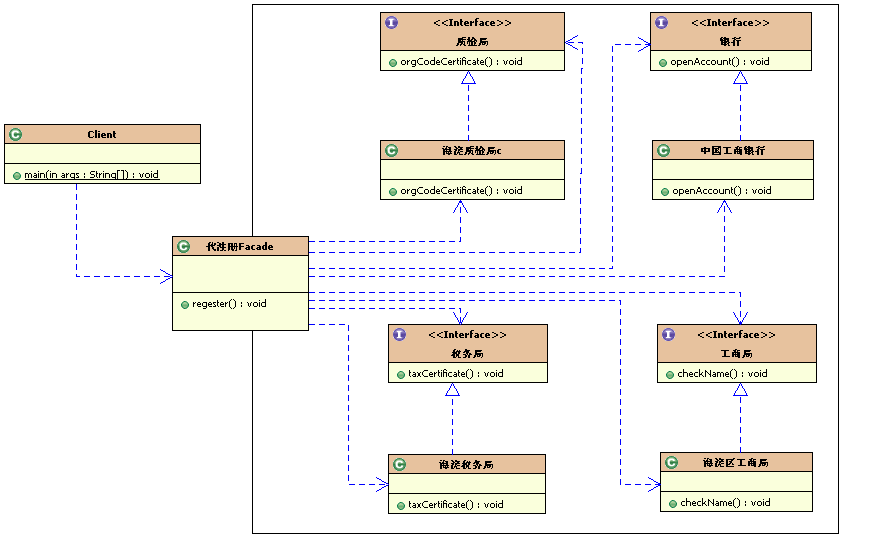 <<Interface>>
质检局
orgCodeCertificate() : void
<<Interface>>
银行
openAccount() : void
Client
main(in args : String[]) : void
海淀质检局c
orgCodeCertificate() : void
中国工商银行
openAccount() : void
代注册Facade
regester() : void
<<Interface>>
税务局
taxCertificate() : void
<<Interface>>
工商局
checkName() : void
海淀税务局
taxCertificate() : void
海淀区工商局
checkName() : void